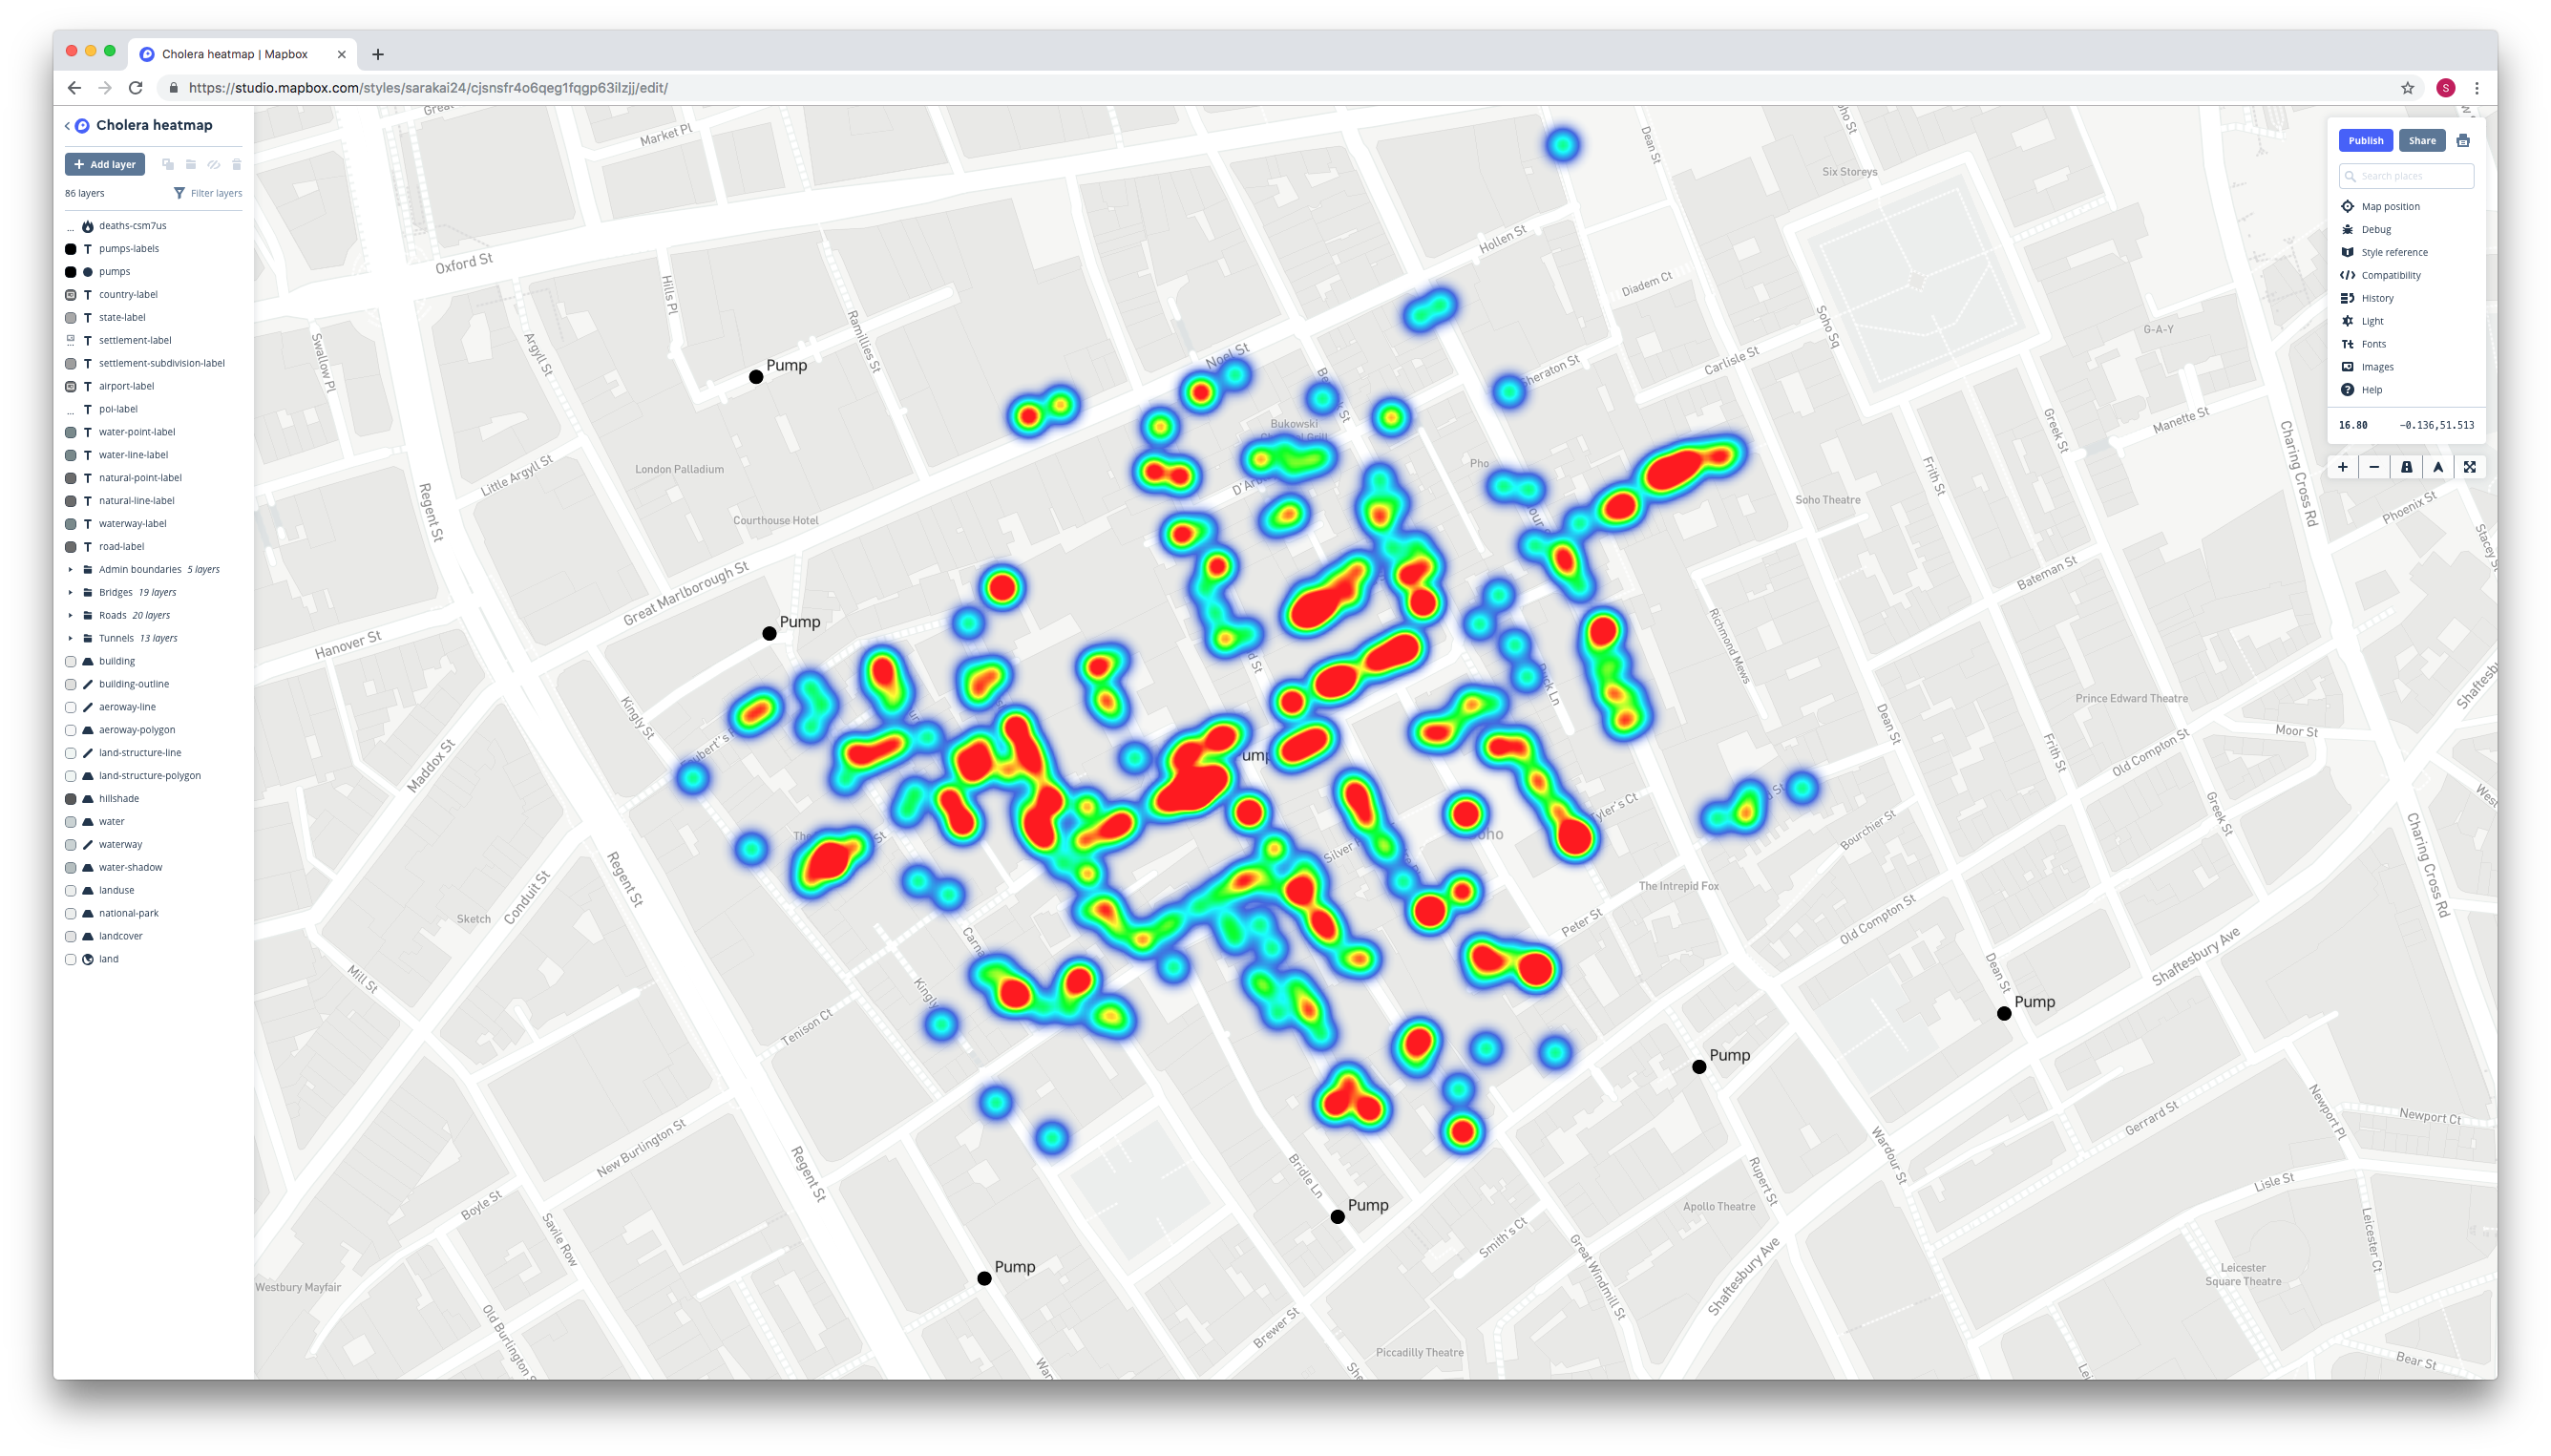 Cholera heatmap | Mapbox
https://studio.mapbox.com/styles/sarakai24/cjsnsfr4o6qeg1fqgp63ilzjj/edit/
S
Cholera heatmap
Add layer
86 layers
Filter layers
deaths-csm7us
pumps-labels
pumps
country-label
state-label
settlement-label
settlement-subdivision-label
airport-label
poi-label
water-point-label
water-line-label
natural-point-label
natural-line-label
waterway-label
road-label
Admin boundaries 5 layers
Bridges 19 layers
Roads 20 layers
Tunnels 13 layers
building
building-outline
aeroway-line
aeroway-polygon
land-structure-line
land-structure-polygon
hillshade
water
waterway
water-shadow
landuse
national-park
landcover
land
Publish
Share
Search places
Map position
Debug
Style reference
Compatibility
History
Light
Fonts
Images
Help
16.80
−0.136,51.513
Great
Market Pl
Dean St
Six Storeys
Oxford St
Hollen St
Hills Pl
Diadem Ct
Argyll St
Ramillies St
Soho Sq
G-A-Y
Swallow Pl
Noel St
Sheraton St
Carlisle St
Pump
Bukowski
Manette St
Greek St
Charing Cross Rd
London Palladium
Little Argyll St
Pho
Frith St
Soho Theatre
Phoenix St
Stacey
Regent St
Courthouse Hotel
Great Marlborough St
Bateman St
Pump
Hanover St
Richmond Mews
Kingly St
Prince Edward Theatre
Shaftesb
Dean St
Moor St
Maddox St
ump
Frith St
Old Compton St
Greek St
West
Tyler's Ct
Bourchier St
oho
Silver
Regent St
Conduit St
The Intrepid Fox
Charing Cross Rd
Sketch
Peter St
Old Compton St
Shaftesbury Ave
Carna
Mill St
Kingly
Dean St
Pump
Tenison Ct
Pump
Newport Pl
Newport Ct
Gerrard St
New Burlington St
Wardour St
Regent St
Bridle Ln
Rupert St
Lisle St
Boyle St
Pump
Apollo Theatre
Savile Row
Smith's Ct
Leicester Ct
Great Windmill St
Shaftesbury Ave
Pump
Leicester
Square Theatre
Westbury Mayfair
Old Burlington
Brewer St
Piccadilly Theatre
Bear St